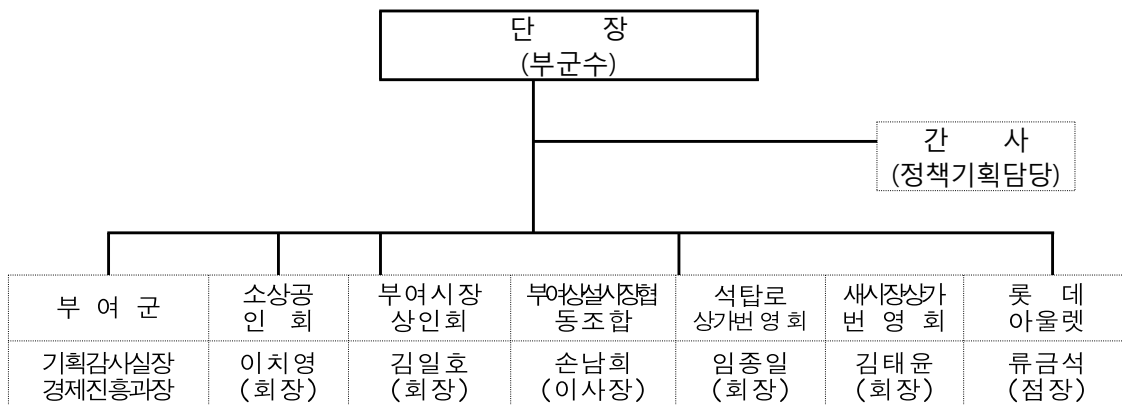 단 장
(부군수)
간 사
(정책기획담당)
부 여 군
소상공
인 회
부여시장
상인회
부여상설시장협
동조합
석탑로
상가번영회
새시장상가
번 영 회
롯 데
아울렛
기획감사실장
경제진흥과장
이치영
(회장)
김일호
(회장)
손남희
(이사장)
임종일
(회장)
김태윤
(회장)
류금석
(점장)